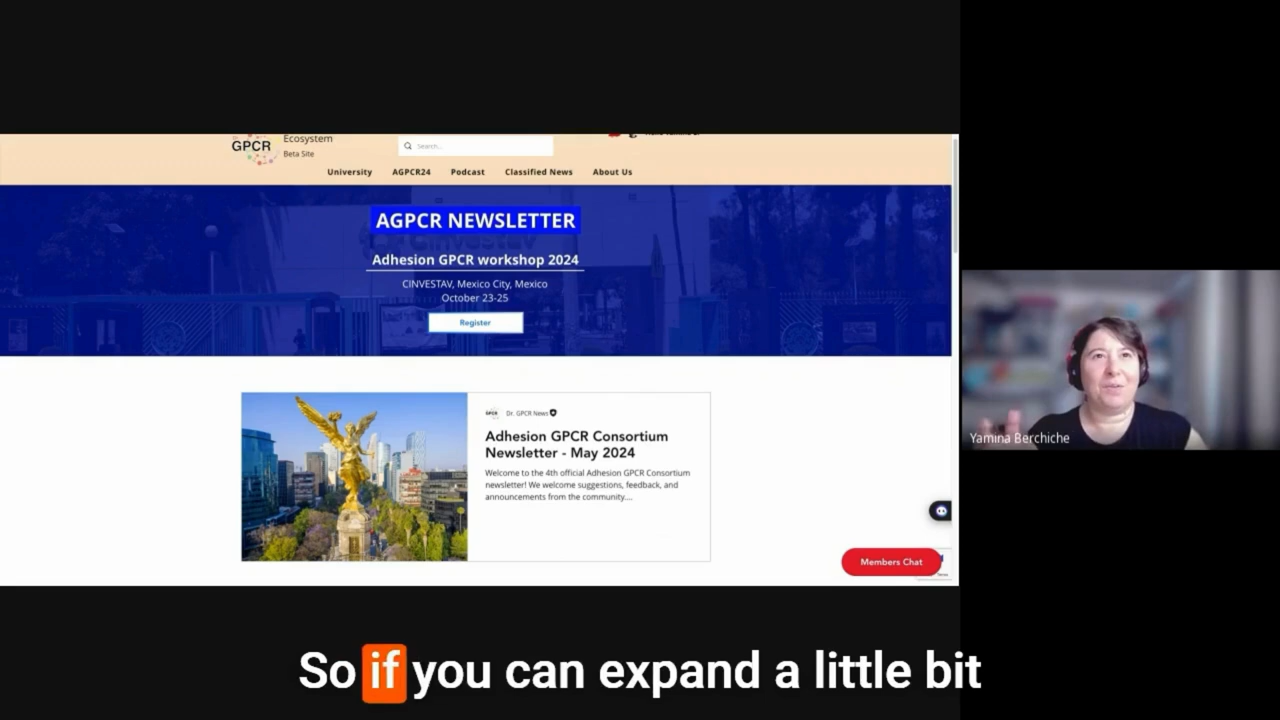 Ecosystem
GPCR
Beta Site
Search...
University AGPCR24 Podcast Classified News About Us
AGPCR NEWSLETTER
Adhesion GPCR workshop 2024
CINVESTAV, Mexico City, Mexico
October 23-25
Register
Dr. GPCR News
Adhesion GPCR Consortium
Newsletter - May 2024
Welcome to the 4th official Adhesion GPCR Consortium
newsletter! We welcome suggestions, feedback, and
announcements from the community....
Yamina Berchiche
Members Chat
So if you can expand a little bit